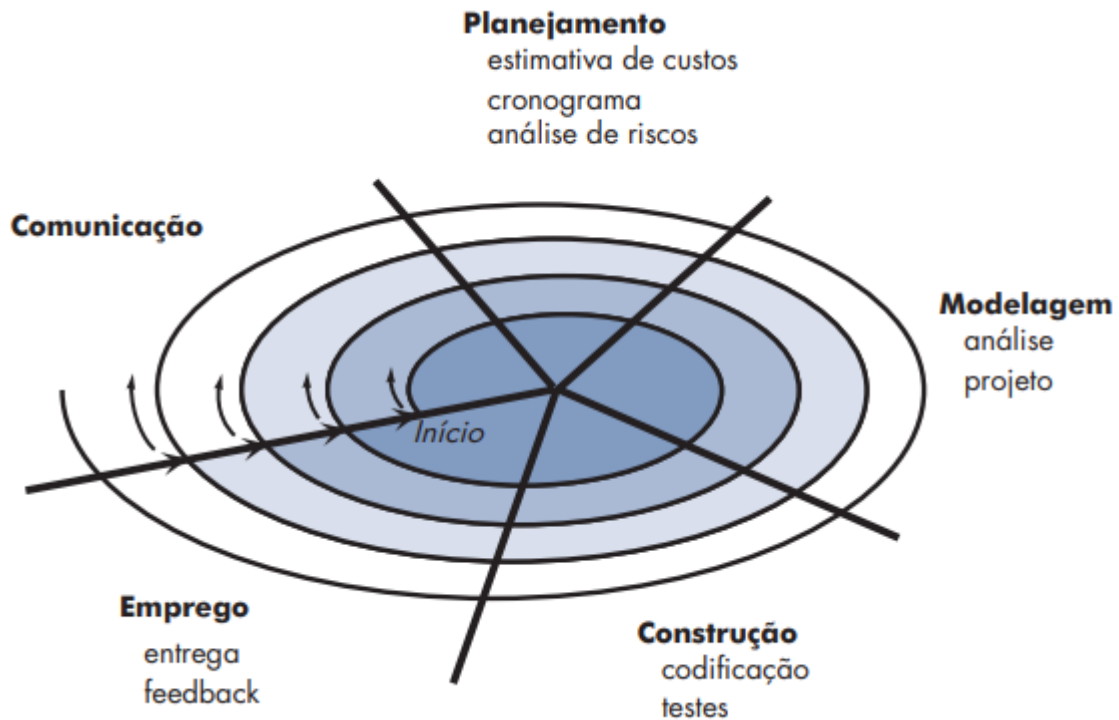 Planejamento
estimativa de custos
cronograma
análise de riscos
Comunicação
Modelagem
análise
projeto
Início
Emprego
entrega
feedback
Construção
codificação
testes